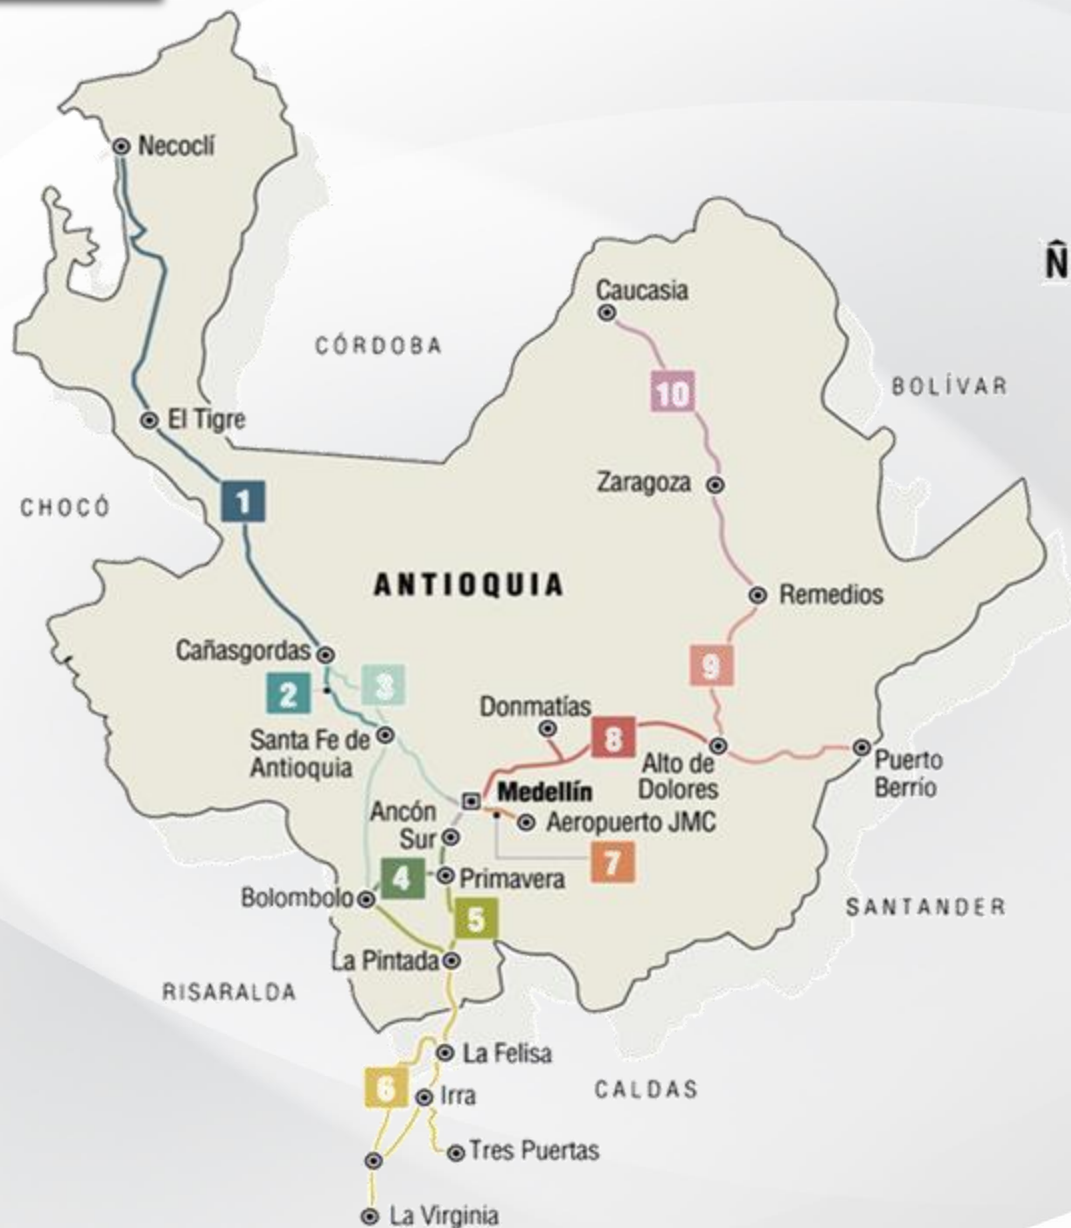 Necoclí
N̂
Caucasia
CÓRDOBA
10
BOLÍVAR
El Tigre
Zaragoza
1
CHOCÓ
ANTIOQUIA
Remedios
Cañasgordas
9
2
3
Donmatías
8
Santa Fe de
Antioquia
Alto de
Dolores
Puerto
Berrío
Medellín
Ancón
Sur
Aeropuerto JMC
7
4
Primavera
Bolombolo
5
SANTANDER
La Pintada
RISARALDA
La Felisa
6
Irra
CALDAS
Tres Puertas
La Virginia